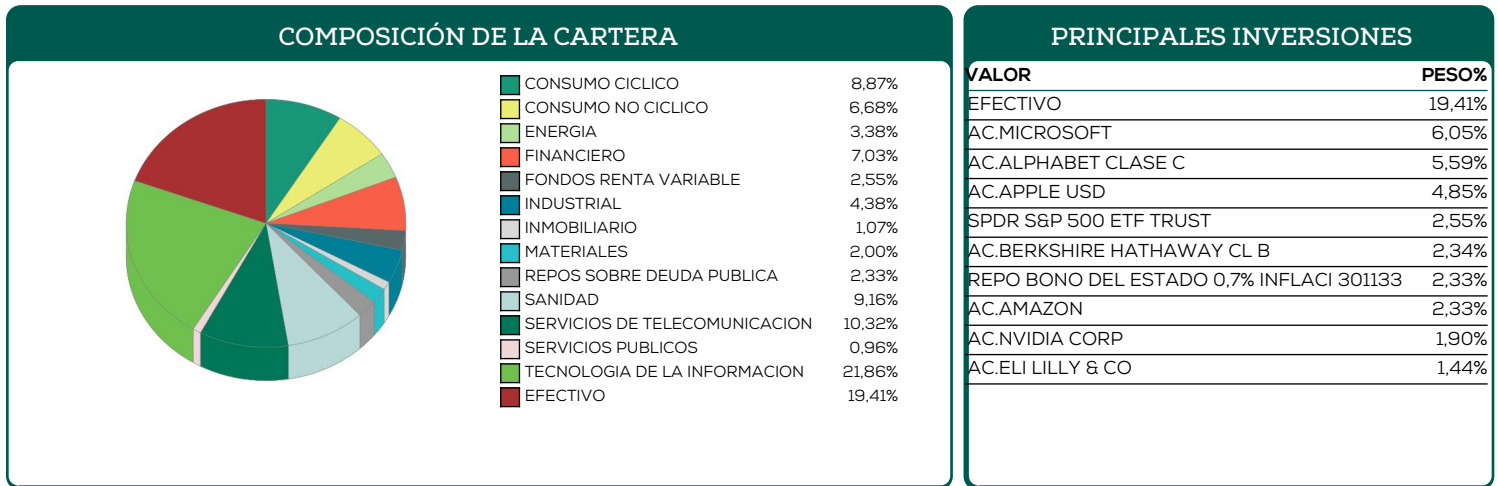 COMPOSICIÓN DE LA CARTERA
CONSUMO CICLICO 8,87%
CONSUMO NO CICLICO 6,68%
ENERGIA 3,38%
FINANCIERO 7,03%
FONDOS RENTA VARIABLE 2,55%
INDUSTRIAL 4,38%
INMOBILIARIO 1,07%
MATERIALES 2,00%
REPOS SOBRE DEUDA PUBLICA 2,33%
SANIDAD 9,16%
SERVICIOS DE TELECOMUNICACION 10,32%
SERVICIOS PUBLICOS 0,96%
TECNOLOGIA DE LA INFORMACION 21,86%
EFECTIVO 19,41%
PRINCIPALES INVERSIONES
VALOR PESO%
EFECTIVO 19,41%
AC.MICROSOFT 6,05%
AC.ALPHABET CLASE C 5,59%
AC.APPLE USD 4,85%
SPDR S&P 500 ETF TRUST 2,55%
AC.BERKSHIRE HATHAWAY CL B 2,34%
REPO BONO DEL ESTADO 0,7% INFLACI 301133 2,33%
AC.AMAZON 2,33%
AC.NVIDIA CORP 1,90%
AC.ELI LILLY & CO 1,44%